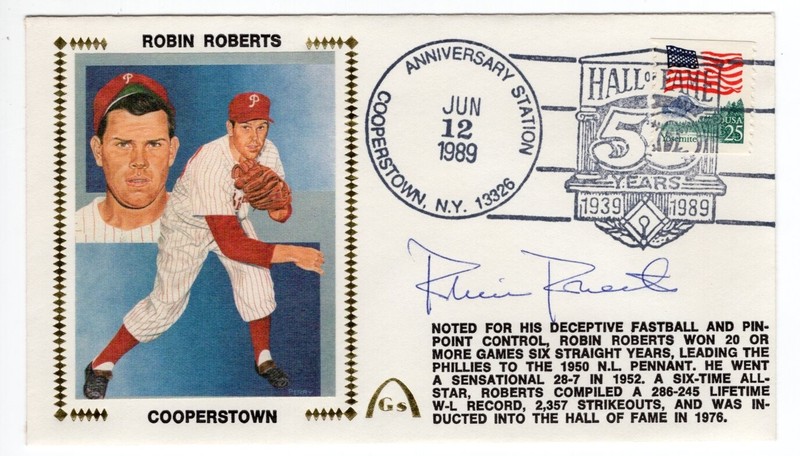 ROBIN ROBERTS
P
P
COOPERSTOWN
ANNIVERSARY STATION
JUN
12
1989
COOPERSTOWN, N.Y. 13326
HALL OF FAME
50
YEARS
1939 1989
Yosemite
USA
25
Robin Roberts
Gs
NOTED FOR HIS DECEPTIVE FASTBALL AND PIN-
POINT CONTROL, ROBIN ROBERTS WON 20 OR
MORE GAMES SIX STRAIGHT YEARS, LEADING THE
PHILLIES TO THE 1950 N.L. PENNANT. HE WENT
A SENSATIONAL 28-7 IN 1952. A SIX-TIME ALL-
STAR, ROBERTS COMPILED A 286-245 LIFETIME
W-L RECORD, 2,357 STRIKEOUTS, AND WAS IN-
DUCTED INTO THE HALL OF FAME IN 1976.